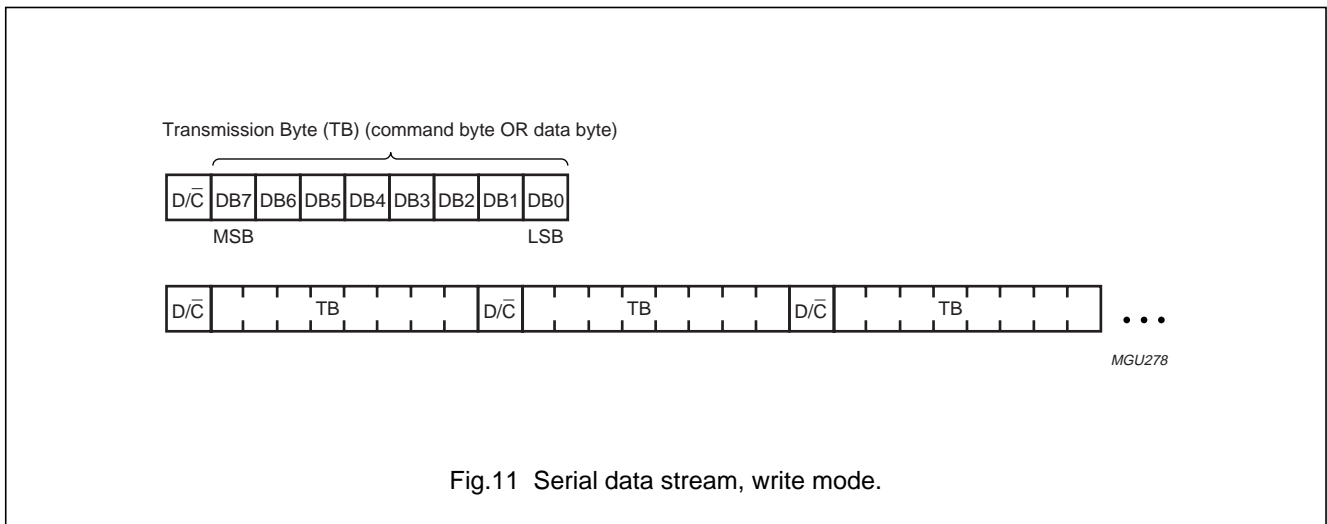 Transmission Byte (TB) (command byte OR data byte)
D/C̅ DB7 DB6 DB5 DB4 DB3 DB2 DB1 DB0
MSB LSB
D/C̅ TB D/C̅ TB D/C̅ TB ...
MGU278
Fig.11 Serial data stream, write mode.